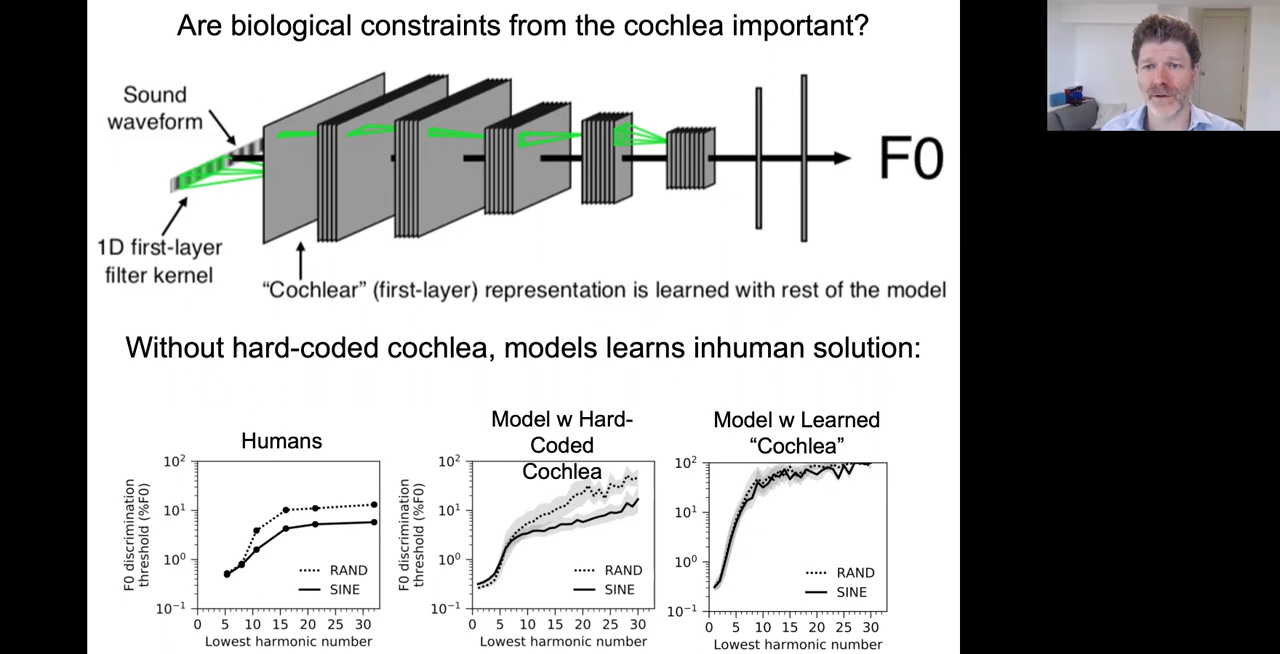 Are biological constraints from the cochlea important?
Sound
waveform
F0
1D first-layer
filter kernel
“Cochlear” (first-layer) representation is learned with rest of the model
Without hard-coded cochlea, models learns inhuman solution:
Humans
F0 discrimination
threshold (%F0)
10²
10¹
10⁰
10⁻¹
RAND
SINE
0 5 10 15 20 25 30
Lowest harmonic number
Model w Hard-
Coded
Cochlea
F0 discrimination
threshold (%F0)
10²
10¹
10⁰
10⁻¹
RAND
SINE
0 5 10 15 20 25 30
Lowest harmonic number
Model w Learned
“Cochlea”
10²
10¹
10⁰
10⁻¹
RAND
SINE
0 5 10 15 20 25 30
Lowest harmonic number